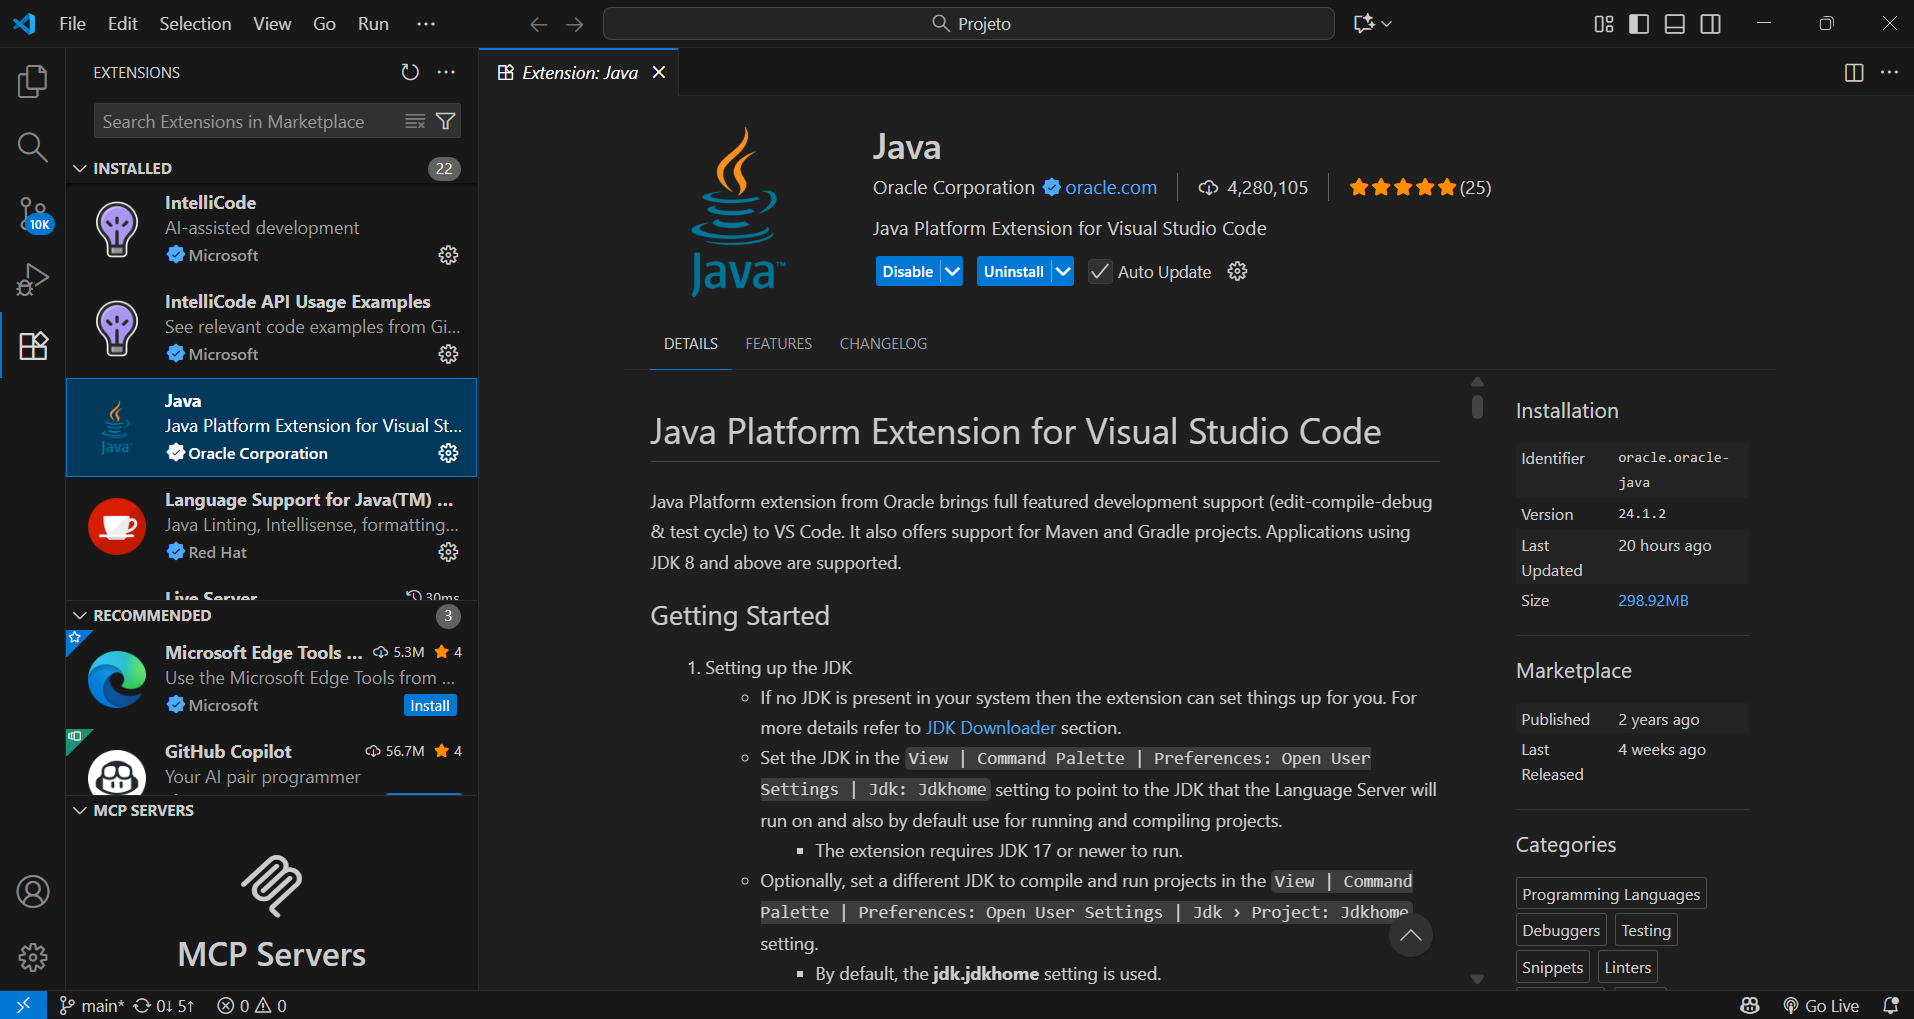 File Edit Selection View Go Run ···
Projeto
EXTENSIONS
Search Extensions in Marketplace
INSTALLED 22
IntelliCode
AI-assisted development
Microsoft
IntelliCode API Usage Examples
See relevant code examples from Gi...
Microsoft
Java
Java Platform Extension for Visual St...
Oracle Corporation
Language Support for Java(TM) ...
Java Linting, Intellisense, formatting...
Red Hat
Live Server 30ms
RECOMMENDED 3
Microsoft Edge Tools ... 5.3M 4
Use the Microsoft Edge Tools from ...
Microsoft Install
GitHub Copilot 56.7M 4
Your AI pair programmer
MCP SERVERS
MCP Servers
10K
Extension: Java
Java™
Java
Oracle Corporation oracle.com 4,280,105 (25)
Java Platform Extension for Visual Studio Code
Disable Uninstall Auto Update
DETAILS FEATURES CHANGELOG
Java Platform Extension for Visual Studio Code
Java Platform extension from Oracle brings full featured development support (edit-compile-debug
& test cycle) to VS Code. It also offers support for Maven and Gradle projects. Applications using
JDK 8 and above are supported.
Getting Started
1. Setting up the JDK
If no JDK is present in your system then the extension can set things up for you. For
more details refer to JDK Downloader section.
Set the JDK in the View | Command Palette | Preferences: Open User
Settings | Jdk: Jdkhome setting to point to the JDK that the Language Server will
run on and also by default use for running and compiling projects.
The extension requires JDK 17 or newer to run.
Optionally, set a different JDK to compile and run projects in the View | Command
Palette | Preferences: Open User Settings | Jdk › Project: Jdkhome
setting.
By default, the jdk.jdkhome setting is used.
Installation
Identifier oracle.oracle-
java
Version 24.1.2
Last 20 hours ago
Updated
Size 298.92MB
Marketplace
Published 2 years ago
Last 4 weeks ago
Released
Categories
Programming Languages
Debuggers Testing
Snippets Linters
main* 0↓ 5↑ 0 0
Go Live